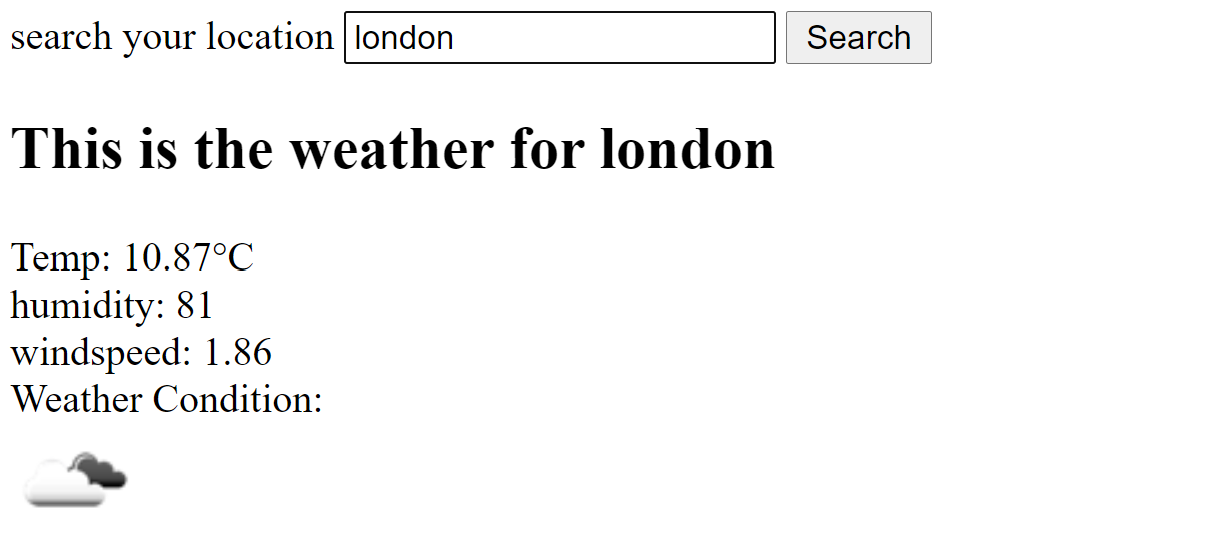 search your location london Search
This is the weather for london
Temp: 10.87°C
humidity: 81
windspeed: 1.86
Weather Condition: